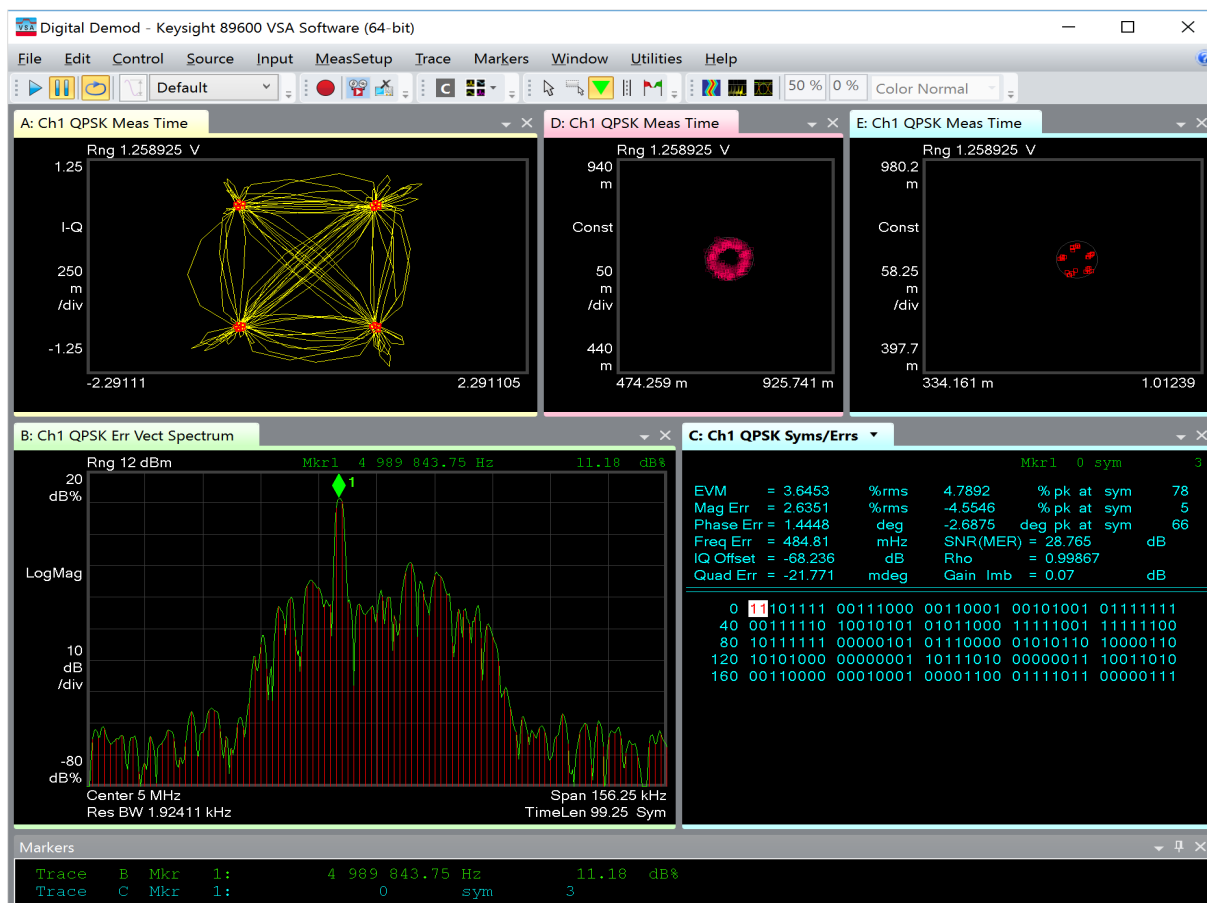 VSA Digital Demod - Keysight 89600 VSA Software (64-bit)
File Edit Control Source Input MeasSetup Trace Markers Window Utilities Help
Default C 50 % 0 % Color Normal
A: Ch1 QPSK Meas Time
Rng 1.258925 V
1.25
I-Q
250
m
/div
-1.25
-2.29111 2.291105
D: Ch1 QPSK Meas Time
Rng 1.258925 V
940
m
Const
50
m
/div
440
m
474.259 m 925.741 m
E: Ch1 QPSK Meas Time
Rng 1.258925 V
980.2
m
Const
58.25
m
/div
397.7
m
334.161 m 1.01239
B: Ch1 QPSK Err Vect Spectrum
Rng 12 dBm Mkr1 4 989 843.75 Hz 11.18 dB%
20
dB%
1
LogMag
10
dB
/div
-80
dB%
Center 5 MHz Span 156.25 kHz
Res BW 1.92411 kHz TimeLen 99.25 Sym
C: Ch1 QPSK Syms/Errs
Mkr1 0 sym 3
EVM = 3.6453 %rms 4.7892 % pk at sym 78
Mag Err = 2.6351 %rms -4.5546 % pk at sym 5
Phase Err = 1.4448 deg -2.6875 deg pk at sym 66
Freq Err = 484.81 mHz SNR(MER) = 28.765 dB
IQ Offset = -68.236 dB Rho = 0.99867
Quad Err = -21.771 mdeg Gain Imb = 0.07 dB
0 11101111 00111000 00110001 00101001 01111111
40 00111110 10010101 01011000 11111001 11111100
80 10111111 00000101 01110000 01010110 10000110
120 10101000 00000001 10111010 00000011 10011010
160 00110000 00010001 00001100 01111011 00000111
Markers
Trace B Mkr 1: 4 989 843.75 Hz 11.18 dB%
Trace C Mkr 1: 0 sym 3